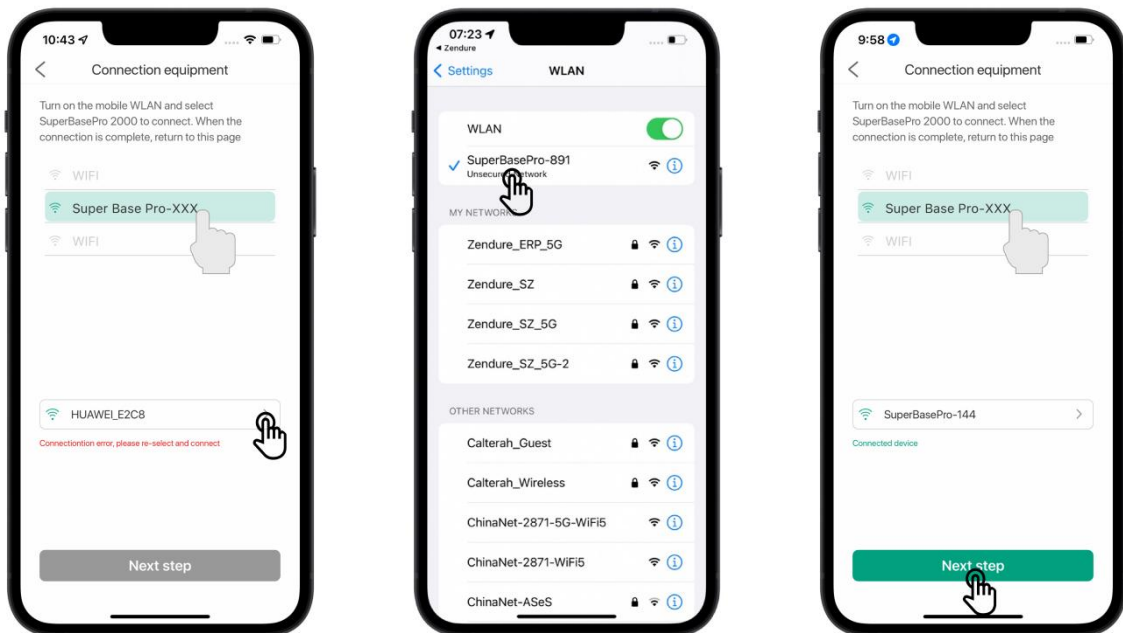 10:43
Connection equipment
Turn on the mobile WLAN and select
SuperBasePro 2000 to connect. When the
connection is complete, return to this page
WIFI
Super Base Pro-XXX
WIFI
HUAWEI_E2C8
Connectiontion error, please re-select and connect
Next step
07:23
Zendure
Settings
WLAN
WLAN
SuperBasePro-891
Unsecured Network
MY NETWORKS
Zendure_ERP_5G
Zendure_SZ
Zendure_SZ_5G
Zendure_SZ_5G-2
OTHER NETWORKS
Calterah_Guest
Calterah_Wireless
ChinaNet-2871-5G-WiFi5
ChinaNet-2871-WiFi5
ChinaNet-ASeS
9:58
Connection equipment
Turn on the mobile WLAN and select
SuperBasePro 2000 to connect. When the
connection is complete, return to this page
WIFI
Super Base Pro-XXX
WIFI
SuperBasePro-144
Connected device
Next step